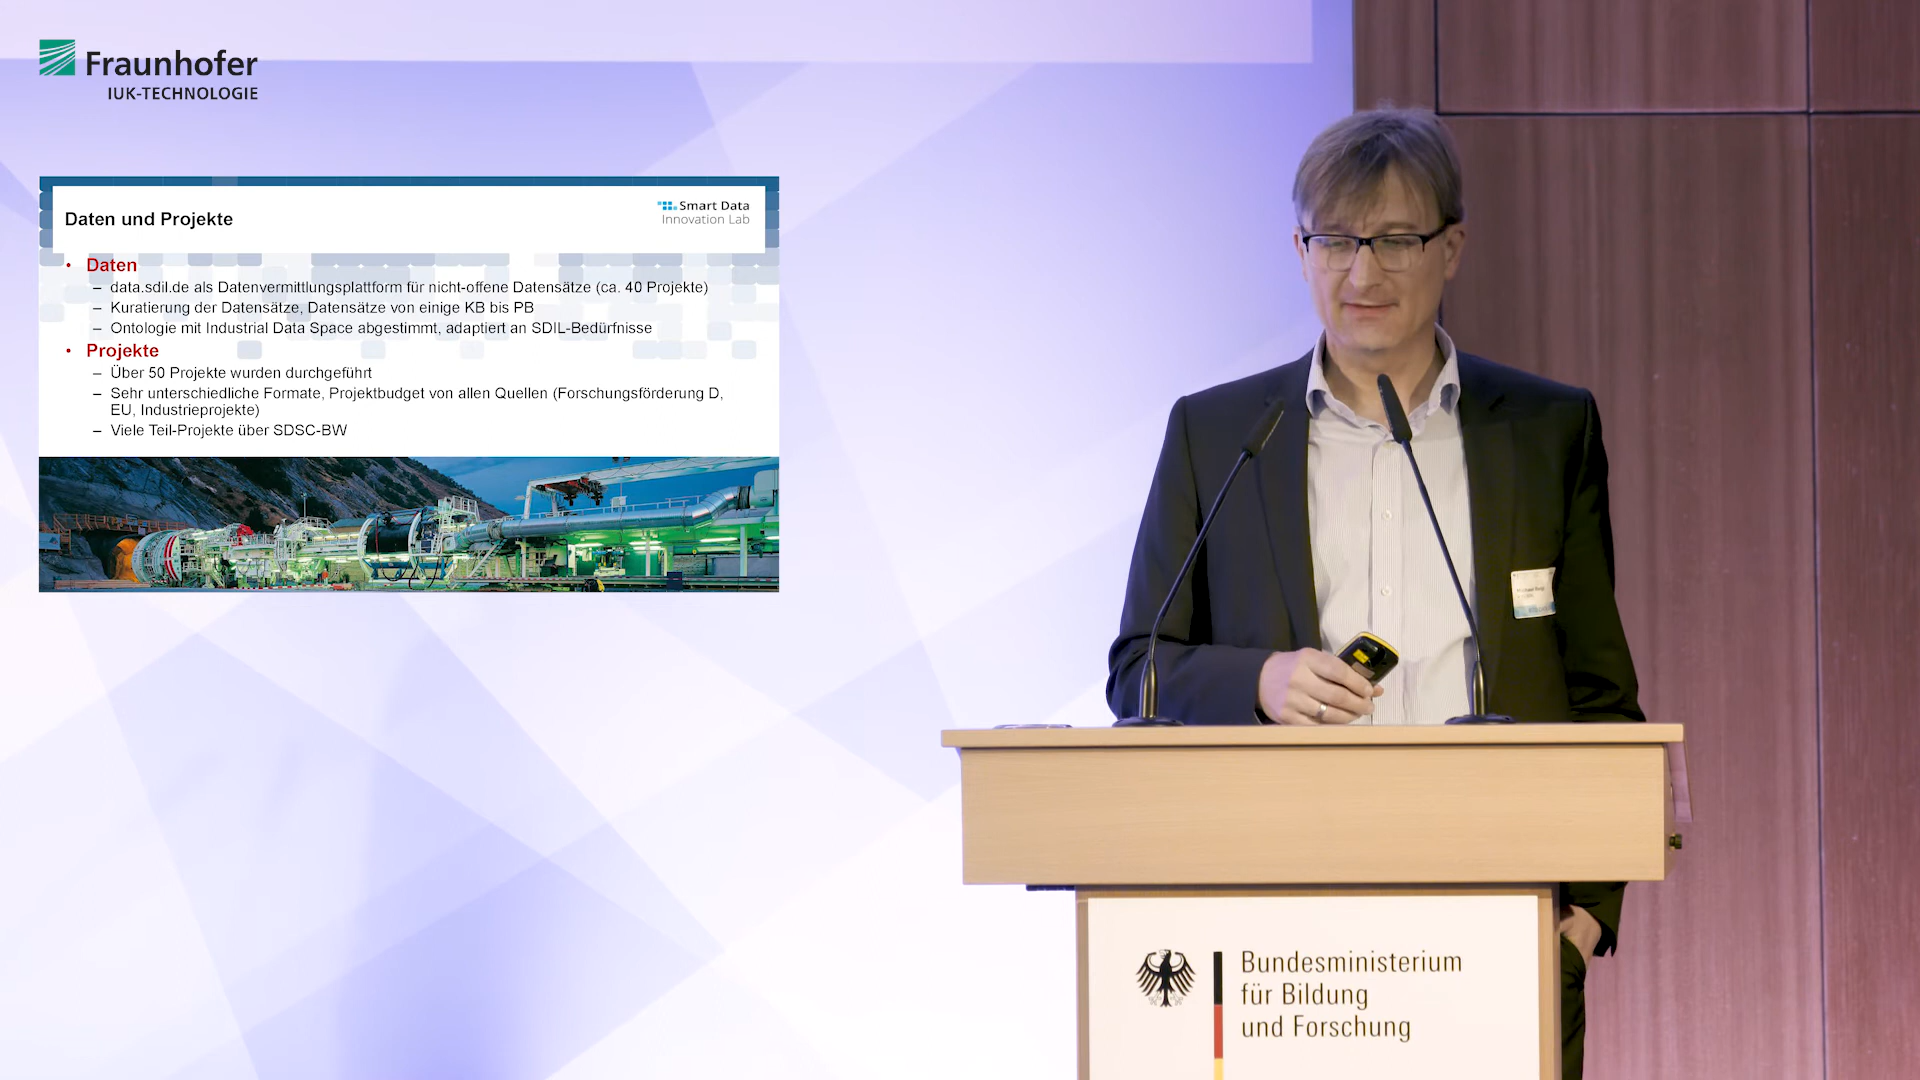 Fraunhofer
IUK-TECHNOLOGIE
Daten und Projekte
Smart Data
Innovation Lab
• Daten
– data.sdil.de als Datenvermittlungsplattform für nicht-offene Datensätze (ca. 40 Projekte)
– Kuratierung der Datensätze, Datensätze von einige KB bis PB
– Ontologie mit Industrial Data Space abgestimmt, adaptiert an SDIL-Bedürfnisse
• Projekte
– Über 50 Projekte wurden durchgeführt
– Sehr unterschiedliche Formate, Projektbudget von allen Quellen (Forschungsförderung D,
EU, Industrieprojekte)
– Viele Teil-Projekte über SDSC-BW
Bundesministerium
für Bildung
und Forschung